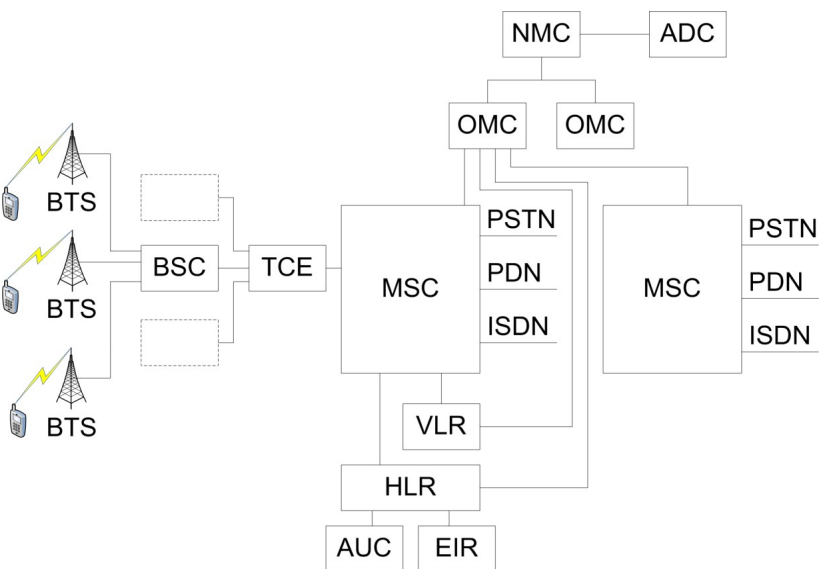 NMC
ADC
OMC
OMC
BTS
PSTN
PSTN
BSC
TCE
MSC
PDN
MSC
PDN
BTS
ISDN
ISDN
BTS
VLR
HLR
AUC
EIR